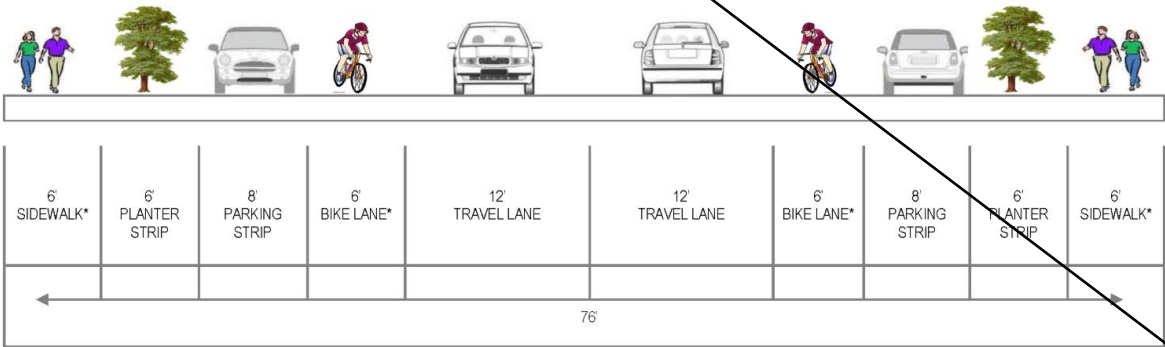 6'
SIDEWALK*
6'
PLANTER
STRIP
8'
PARKING
STRIP
6'
BIKE LANE*
12'
TRAVEL LANE
12'
TRAVEL LANE
6'
BIKE LANE*
8'
PARKING
STRIP
6'
PLANTER
STRIP
6'
SIDEWALK*
76'